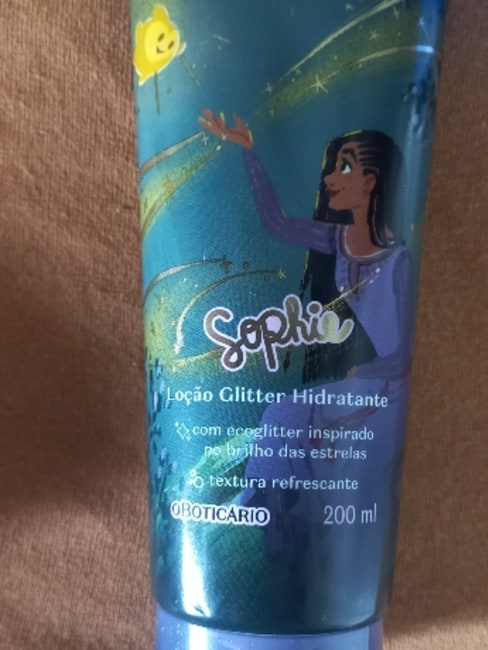 Sophie
Loção Glitter Hidratante
com ecoglitter inspirado
no brilho das estrelas
textura refrescante
OBOTICÁRIO 200 ml